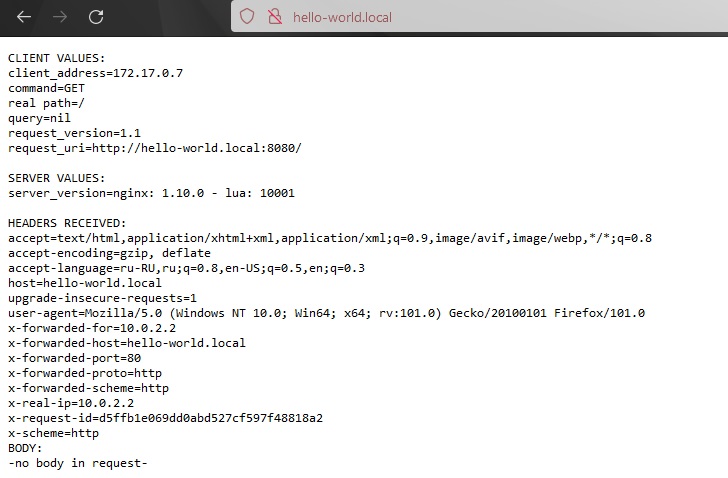 hello-world.local
CLIENT VALUES:
client_address=172.17.0.7
command=GET
real path=/
query=nil
request_version=1.1
request_uri=http://hello-world.local:8080/
SERVER VALUES:
server_version=nginx: 1.10.0 - lua: 10001
HEADERS RECEIVED:
accept=text/html,application/xhtml+xml,application/xml;q=0.9,image/avif,image/webp,*/*;q=0.8
accept-encoding=gzip, deflate
accept-language=ru-RU,ru;q=0.8,en-US;q=0.5,en;q=0.3
host=hello-world.local
upgrade-insecure-requests=1
user-agent=Mozilla/5.0 (Windows NT 10.0; Win64; x64; rv:101.0) Gecko/20100101 Firefox/101.0
x-forwarded-for=10.0.2.2
x-forwarded-host=hello-world.local
x-forwarded-port=80
x-forwarded-proto=http
x-forwarded-scheme=http
x-real-ip=10.0.2.2
x-request-id=d5ffb1e069dd0abd527cf597f48818a2
x-scheme=http
BODY:
-no body in request-